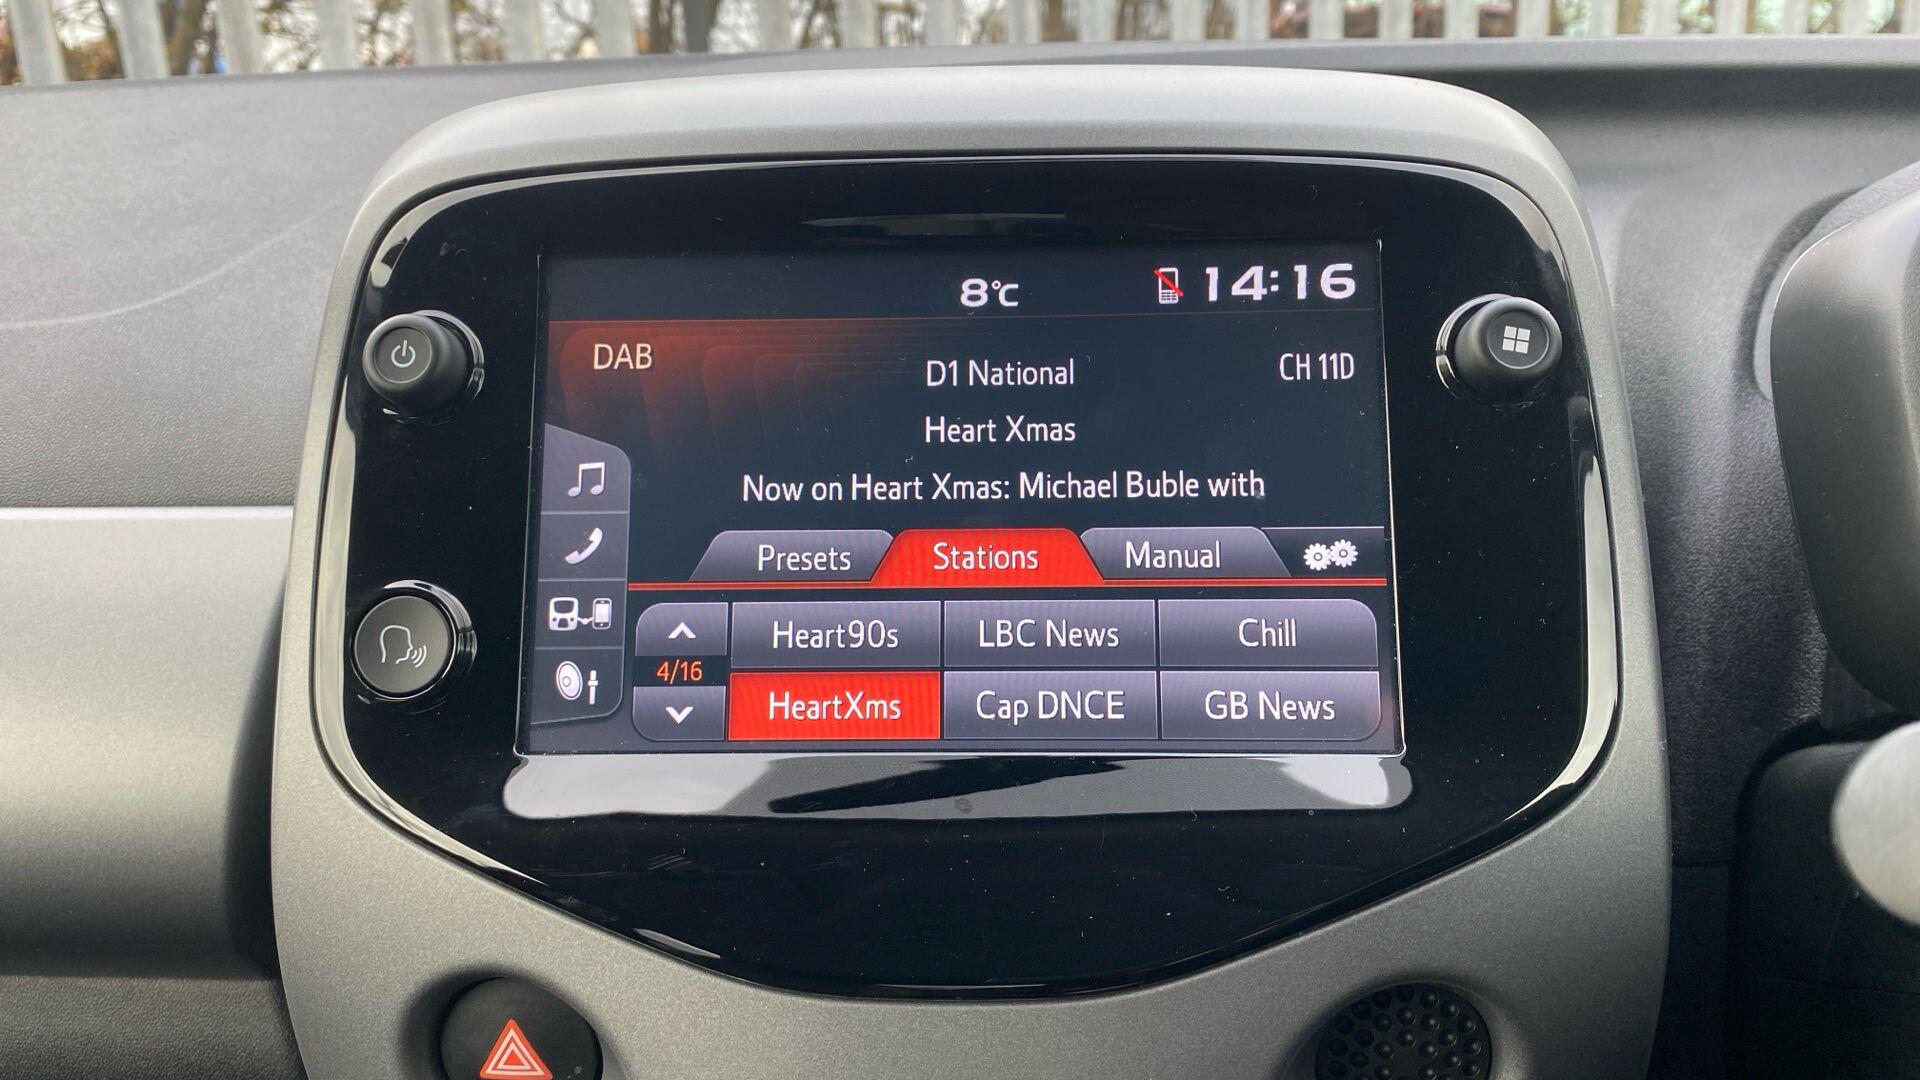 8°C 14:16
DAB D1 National CH 11D
Heart Xmas
Now on Heart Xmas: Michael Buble with
Presets Stations Manual
Heart90s LBC News Chill
4/16
HeartXms Cap DNCE GB News